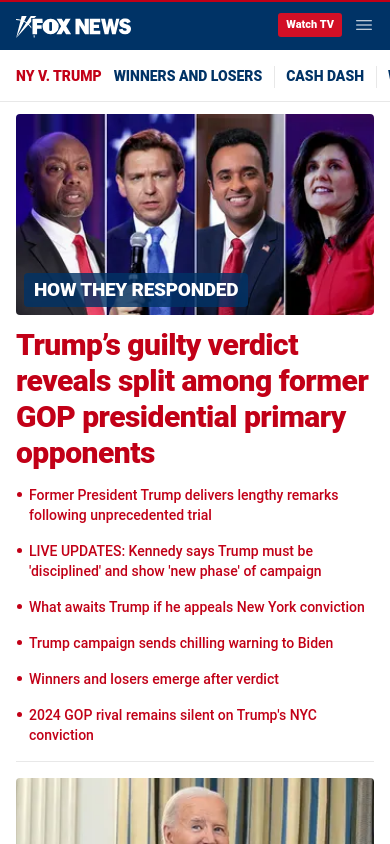 FOX NEWS
Watch TV
NY V. TRUMP
WINNERS AND LOSERS
CASH DASH
HOW THEY RESPONDED
Trump’s guilty verdict
reveals split among former
GOP presidential primary
opponents
• Former President Trump delivers lengthy remarks
following unprecedented trial
• LIVE UPDATES: Kennedy says Trump must be
'disciplined' and show 'new phase' of campaign
• What awaits Trump if he appeals New York conviction
• Trump campaign sends chilling warning to Biden
• Winners and losers emerge after verdict
• 2024 GOP rival remains silent on Trump's NYC
conviction